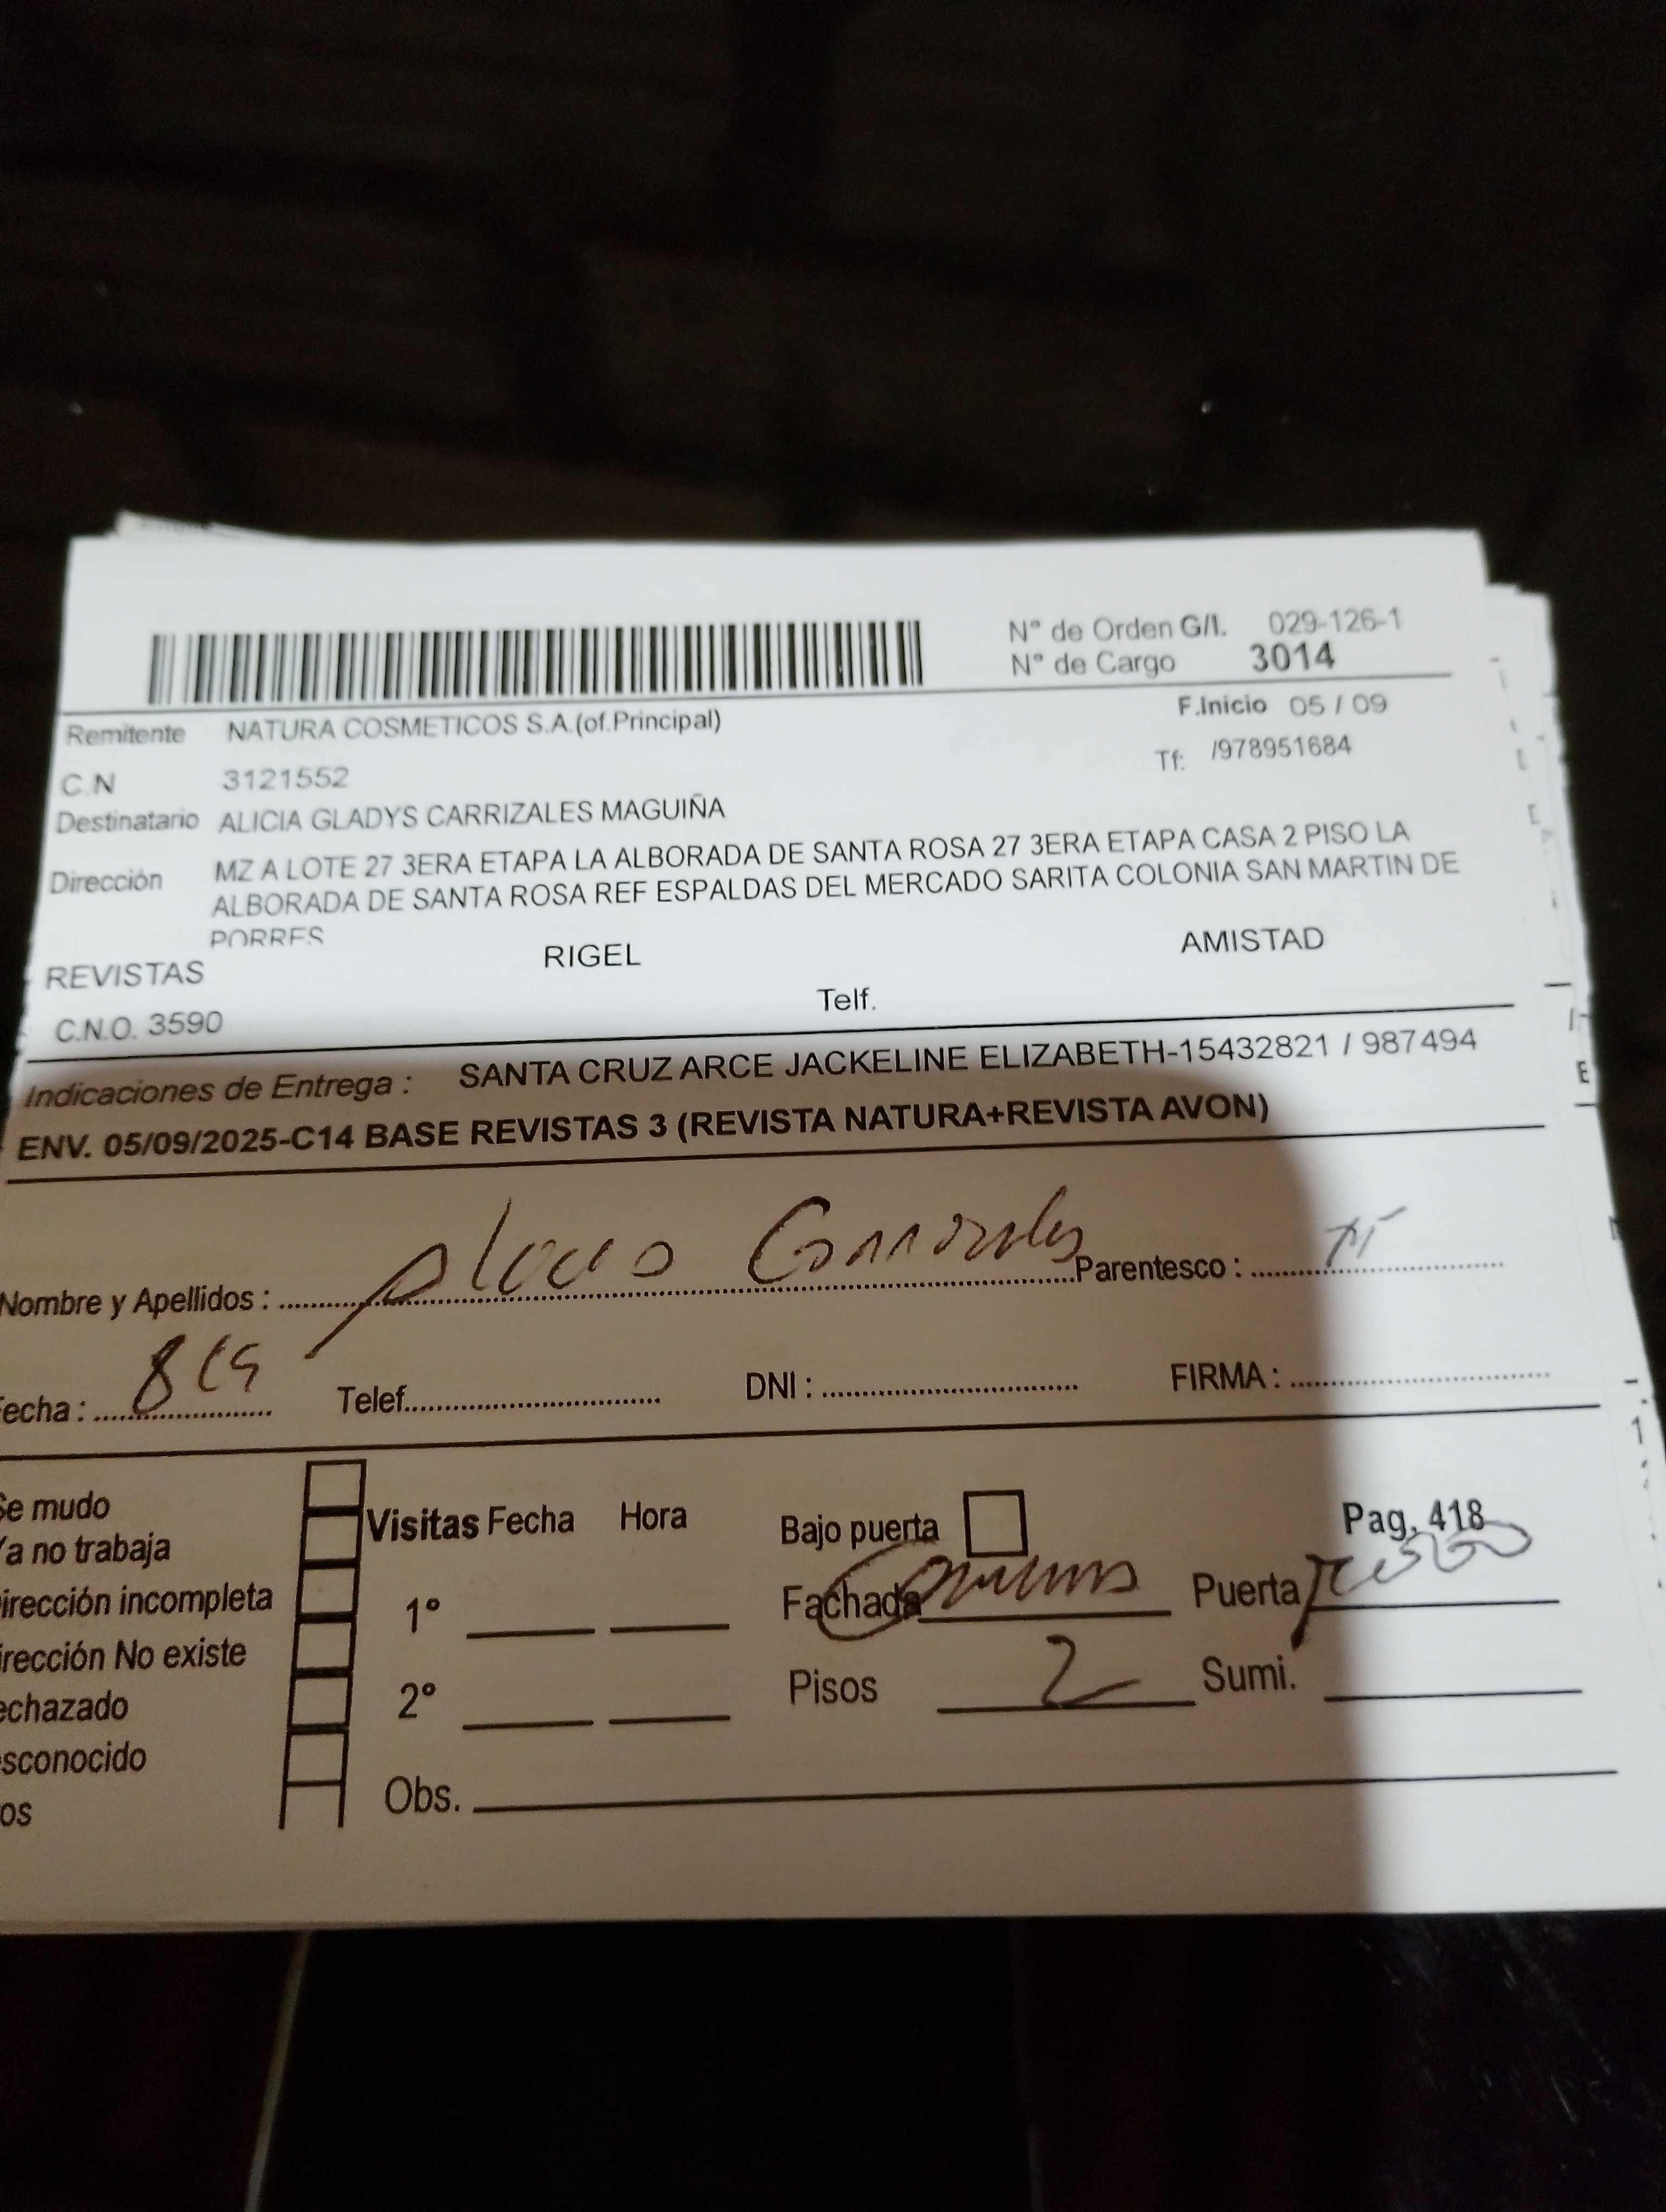 N° de Orden G/I. 029-126-1
N° de Cargo 3014
Remitente NATURA COSMETICOS S.A.(of.Principal) F.Inicio 05 / 09
C.N 3121552 Tf: /978951684
Destinatario ALICIA GLADYS CARRIZALES MAGUIÑA
Dirección MZ A LOTE 27 3ERA ETAPA LA ALBORADA DE SANTA ROSA 27 3ERA ETAPA CASA 2 PISO LA
ALBORADA DE SANTA ROSA REF ESPALDAS DEL MERCADO SARITA COLONIA SAN MARTIN DE
PORRES
REVISTAS RIGEL AMISTAD
C.N.O. 3590 Telf.
Indicaciones de Entrega : SANTA CRUZ ARCE JACKELINE ELIZABETH-15432821 / 987494
ENV. 05/09/2025-C14 BASE REVISTAS 3 (REVISTA NATURA+REVISTA AVON)
Nombre y Apellidos : Carrizales Parentesco :
echa : Telef. DNI : FIRMA :
Se mudo
Ya no trabaja
irección incompleta
irección No existe
echazado
sconocido
os
Visitas Fecha Hora
1°
2°
Bajo puerta Pag. 418
Fachada Puerta
Pisos 2 Sumi.
Obs.